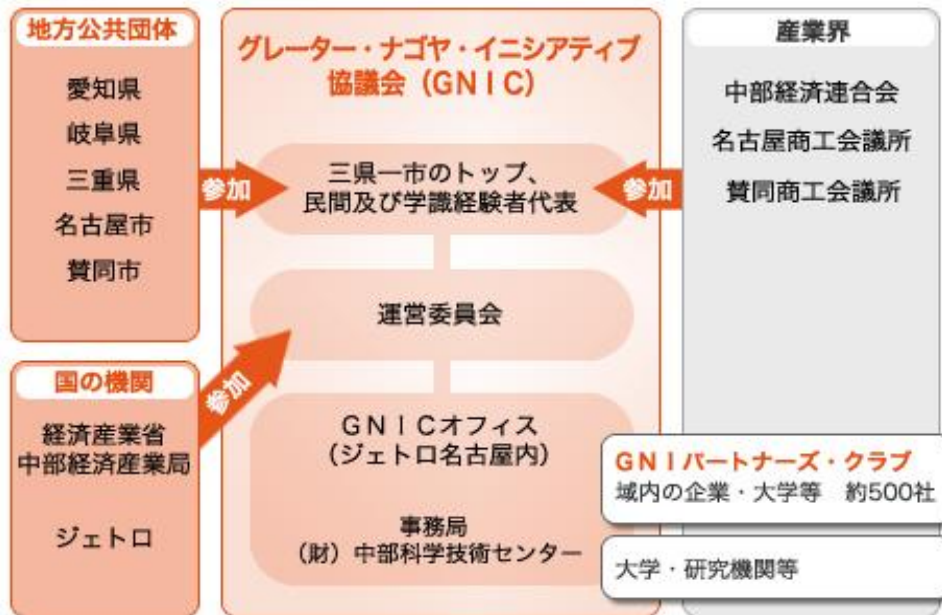 地方公共団体
愛知県
岐阜県
三重県
名古屋市
賛同市
参加
国の機関
経済産業省
中部経済産業局
ジェトロ
参加
グレーター・ナゴヤ・イニシアティブ
協議会（GNIC）
三県一市のトップ、
民間及び学識経験者代表
運営委員会
GNICオフィス
（ジェトロ名古屋内）
事務局
（財）中部科学技術センター
参加
産業界
中部経済連合会
名古屋商工会議所
賛同商工会議所
GNIパートナーズ・クラブ
域内の企業・大学等　約500社
大学・研究機関等